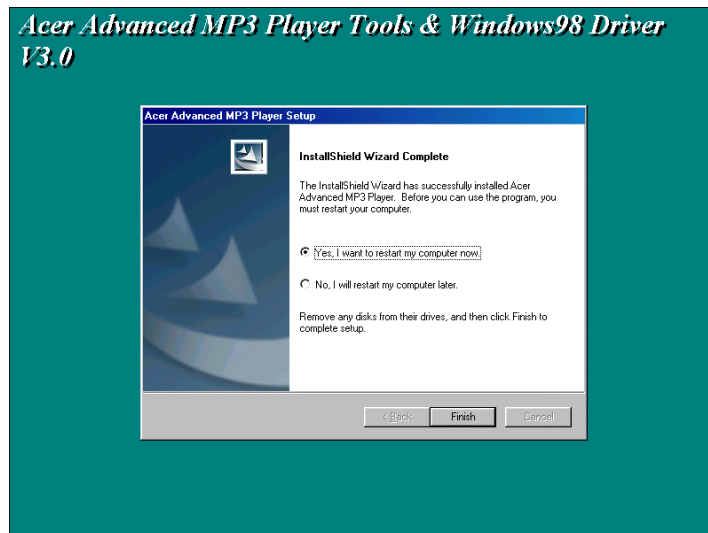 Acer Advanced MP3 Player Tools & Windows98 Driver
V3.0
Acer Advanced MP3 Player Setup
InstallShield Wizard Complete
The InstallShield Wizard has successfully installed Acer
Advanced MP3 Player. Before you can use the program, you
must restart your computer.
Yes, I want to restart my computer now.
No, I will restart my computer later.
Remove any disks from their drives, and then click Finish to
complete setup.
< Back Finish Cancel